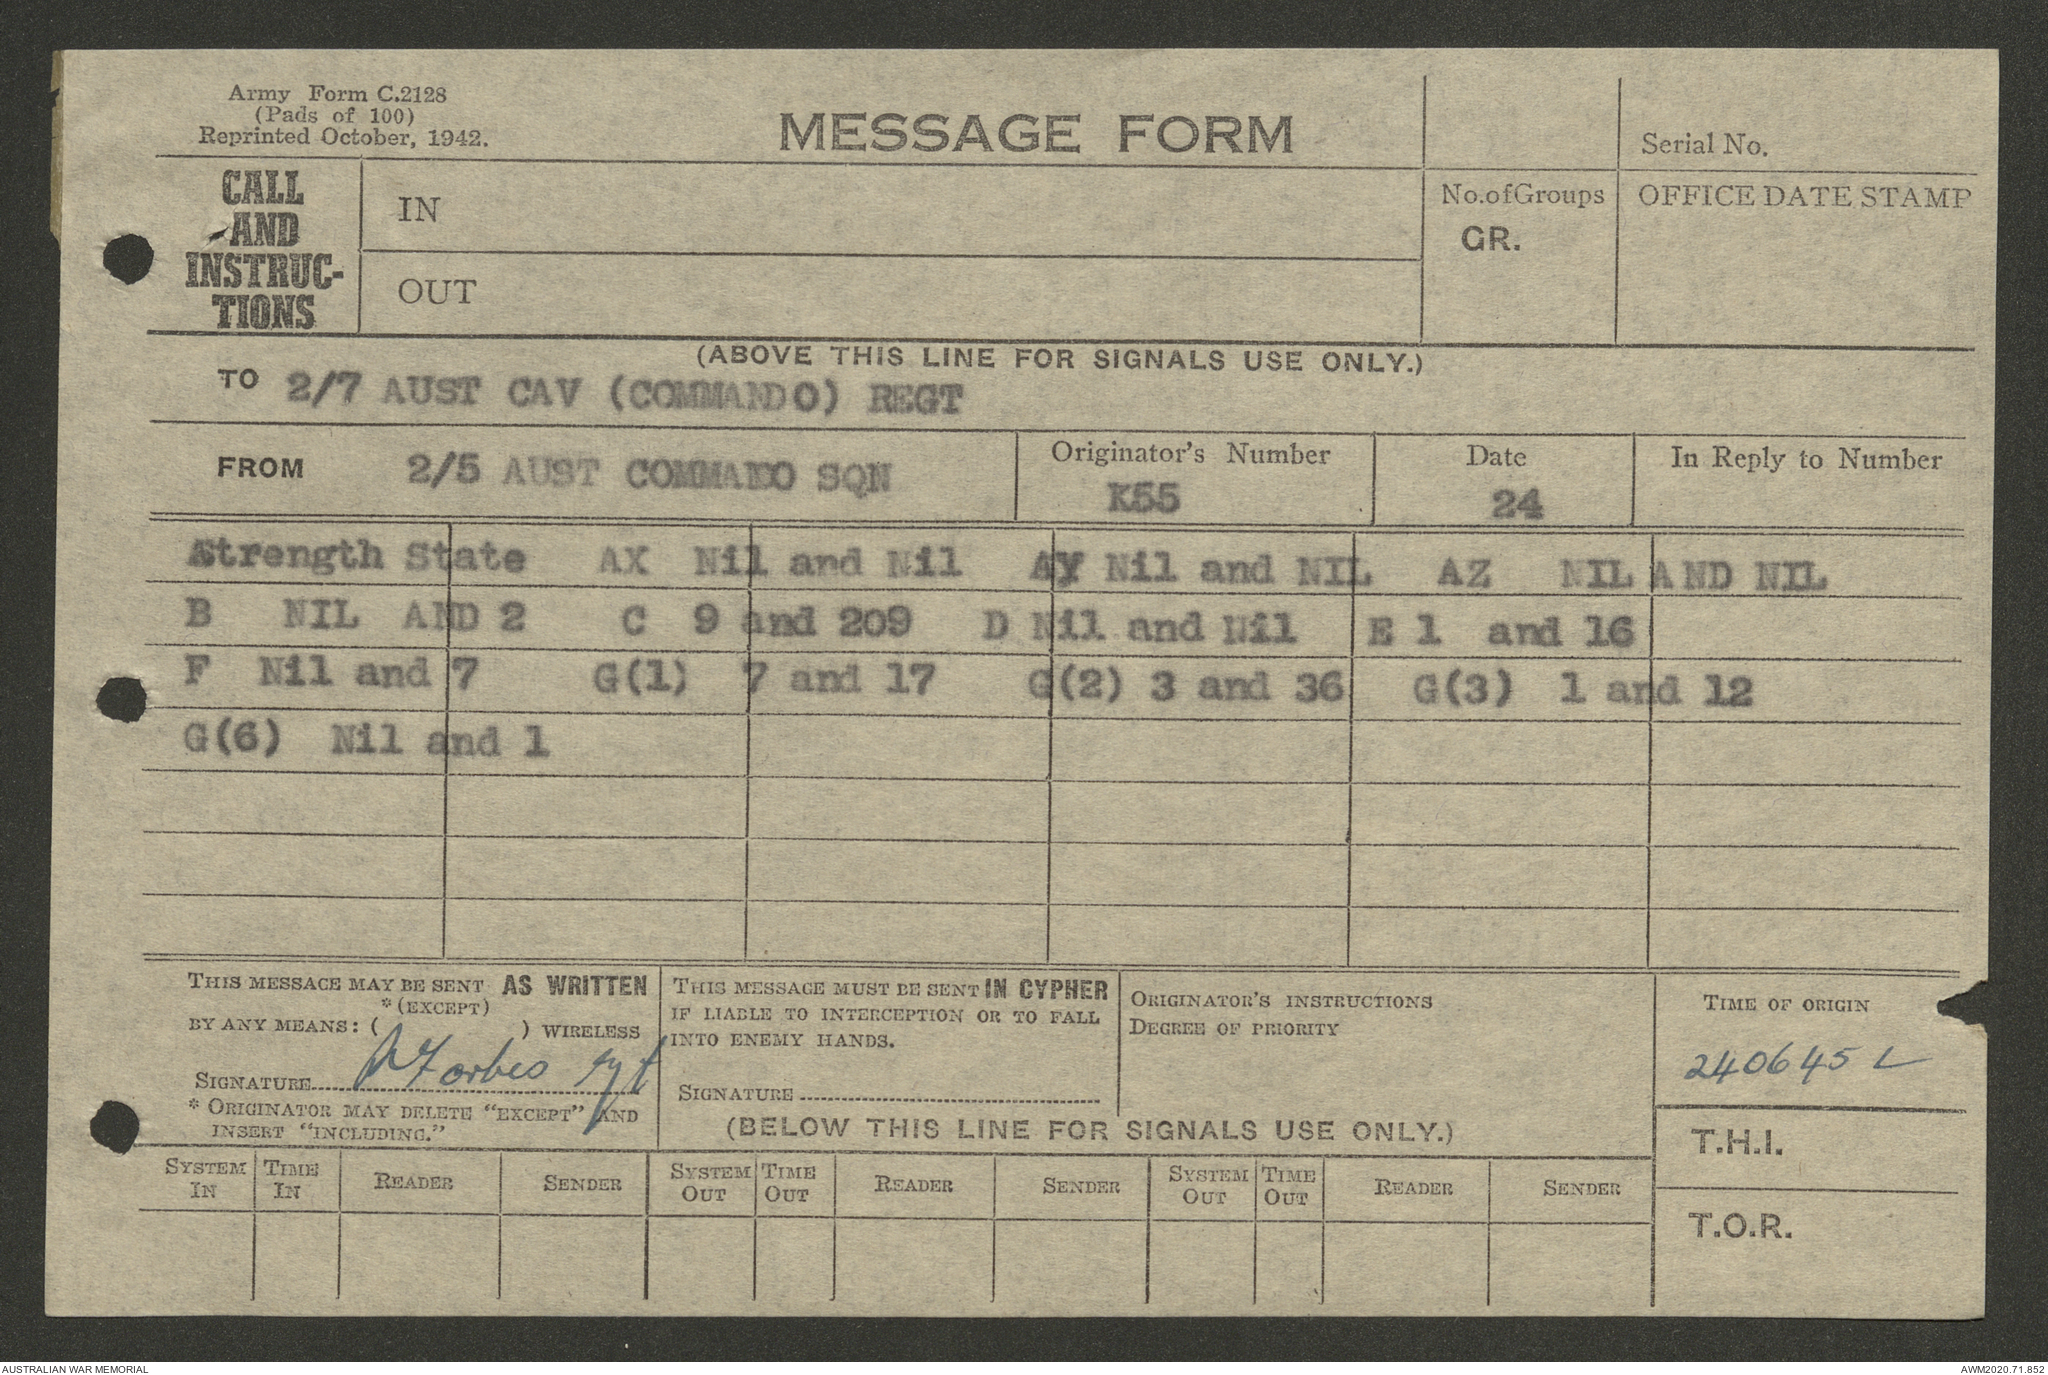 Army Form C.2128
(Pads of 100)
Reprinted October, 1942.
MESSAGE FORM
Serial No.
CALL
AND
INSTRUC-
TIONS
IN
OUT
No.ofGroups
GR.
OFFICE DATE STAMP
(ABOVE THIS LINE FOR SIGNALS USE ONLY.)
TO 2/7 AUST CAV (COMMANDO) REGT
FROM 2/5 AUST COMMANDO SQN
Originator's Number
K55
Date
24
In Reply to Number
Strength State AX Nil and Nil AY Nil and NIL AZ NIL AND NIL
B NIL AND 2 C 9 and 209 D Nil and Nil E 1 and 16
F Nil and 7 G(1) 7 and 17 G(2) 3 and 36 G(3) 1 and 12
G(6) Nil and 1
THIS MESSAGE MAY BE SENT AS WRITTEN
*(EXCEPT)
BY ANY MEANS: ( ) WIRELESS
SIGNATURE Forbes Sgt
* ORIGINATOR MAY DELETE "EXCEPT" AND
INSERT "INCLUDING."
THIS MESSAGE MUST BE SENT IN CYPHER
IF LIABLE TO INTERCEPTION OR TO FALL
INTO ENEMY HANDS.
SIGNATURE
ORIGINATOR'S INSTRUCTIONS
DEGREE OF PRIORITY
TIME OF ORIGIN
240645 L
(BELOW THIS LINE FOR SIGNALS USE ONLY.)
T.H.I.
T.O.R.
SYSTEM IN TIME IN READER SENDER SYSTEM OUT TIME OUT READER SENDER SYSTEM OUT TIME OUT READER SENDER
AUSTRALIAN WAR MEMORIAL
AWM2020.71.852